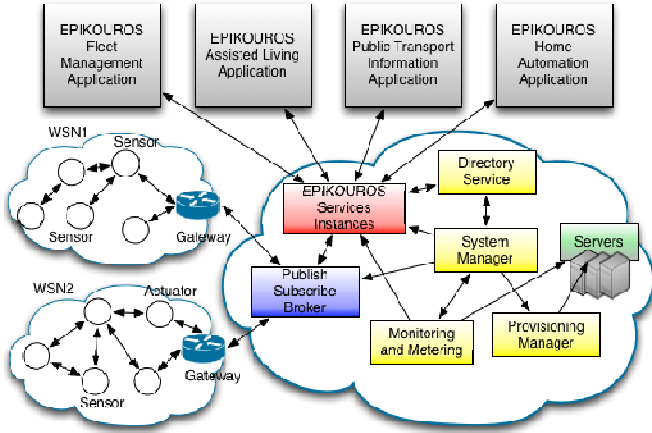 EPIKOUROS
Fleet
Management
Application
EPIKOUROS
Assisted Living
Application
EPIKOUROS
Public Transport
Information
Application
EPIKOUROS
Home
Automation
Application
WSN1
Sensor
Sensor
Gateway
WSN2
Actuator
Sensor
Gateway
EPIKOUROS
Services
Instances
Directory
Service
System
Manager
Servers
Publish
Subscribe
Broker
Monitoring
and Metering
Provisioning
Manager